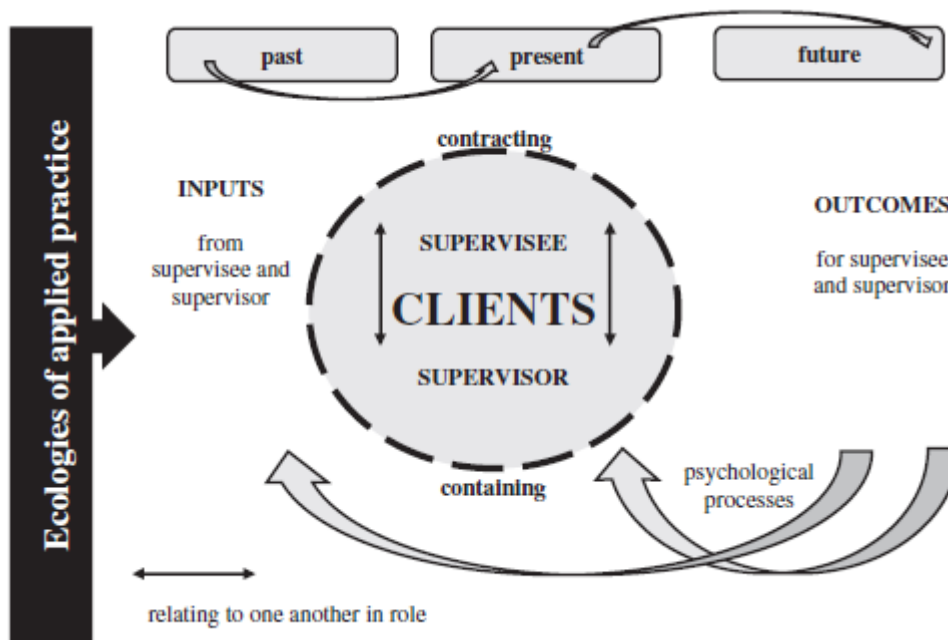 Ecologies of applied practice
past
present
future
contracting
INPUTS
from
supervisee and
supervisor
SUPERVISEE
CLIENTS
SUPERVISOR
OUTCOMES
for supervisee
and supervisor
containing
psychological
processes
relating to one another in role